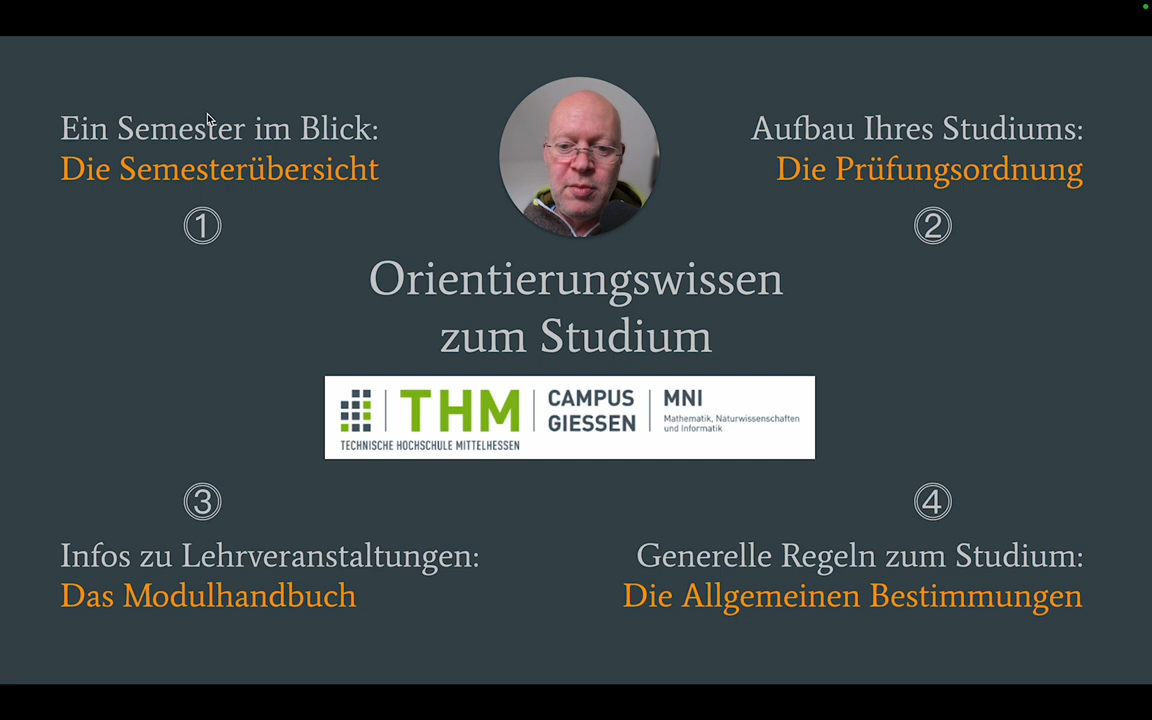 Ein Semester im Blick:
Die Semesterübersicht
①
Aufbau Ihres Studiums:
Die Prüfungsordnung
②
Orientierungswissen
zum Studium
THM
TECHNISCHE HOCHSCHULE MITTELHESSEN
CAMPUS
GIESSEN
MNI
Mathematik, Naturwissenschaften
und Informatik
③
Infos zu Lehrveranstaltungen:
Das Modulhandbuch
④
Generelle Regeln zum Studium:
Die Allgemeinen Bestimmungen